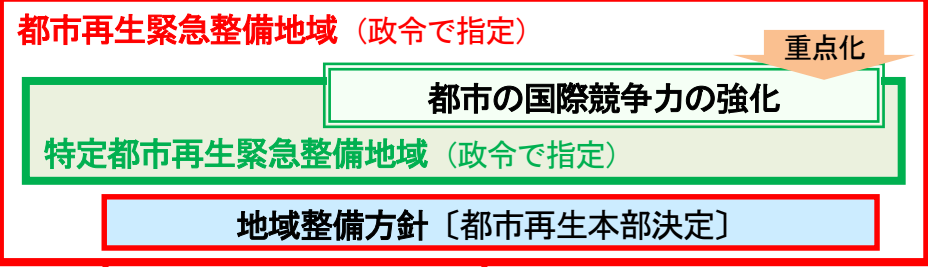 都市再生緊急整備地域（政令で指定）
重点化
都市の国際競争力の強化
特定都市再生緊急整備地域（政令で指定）
地域整備方針〔都市再生本部決定〕